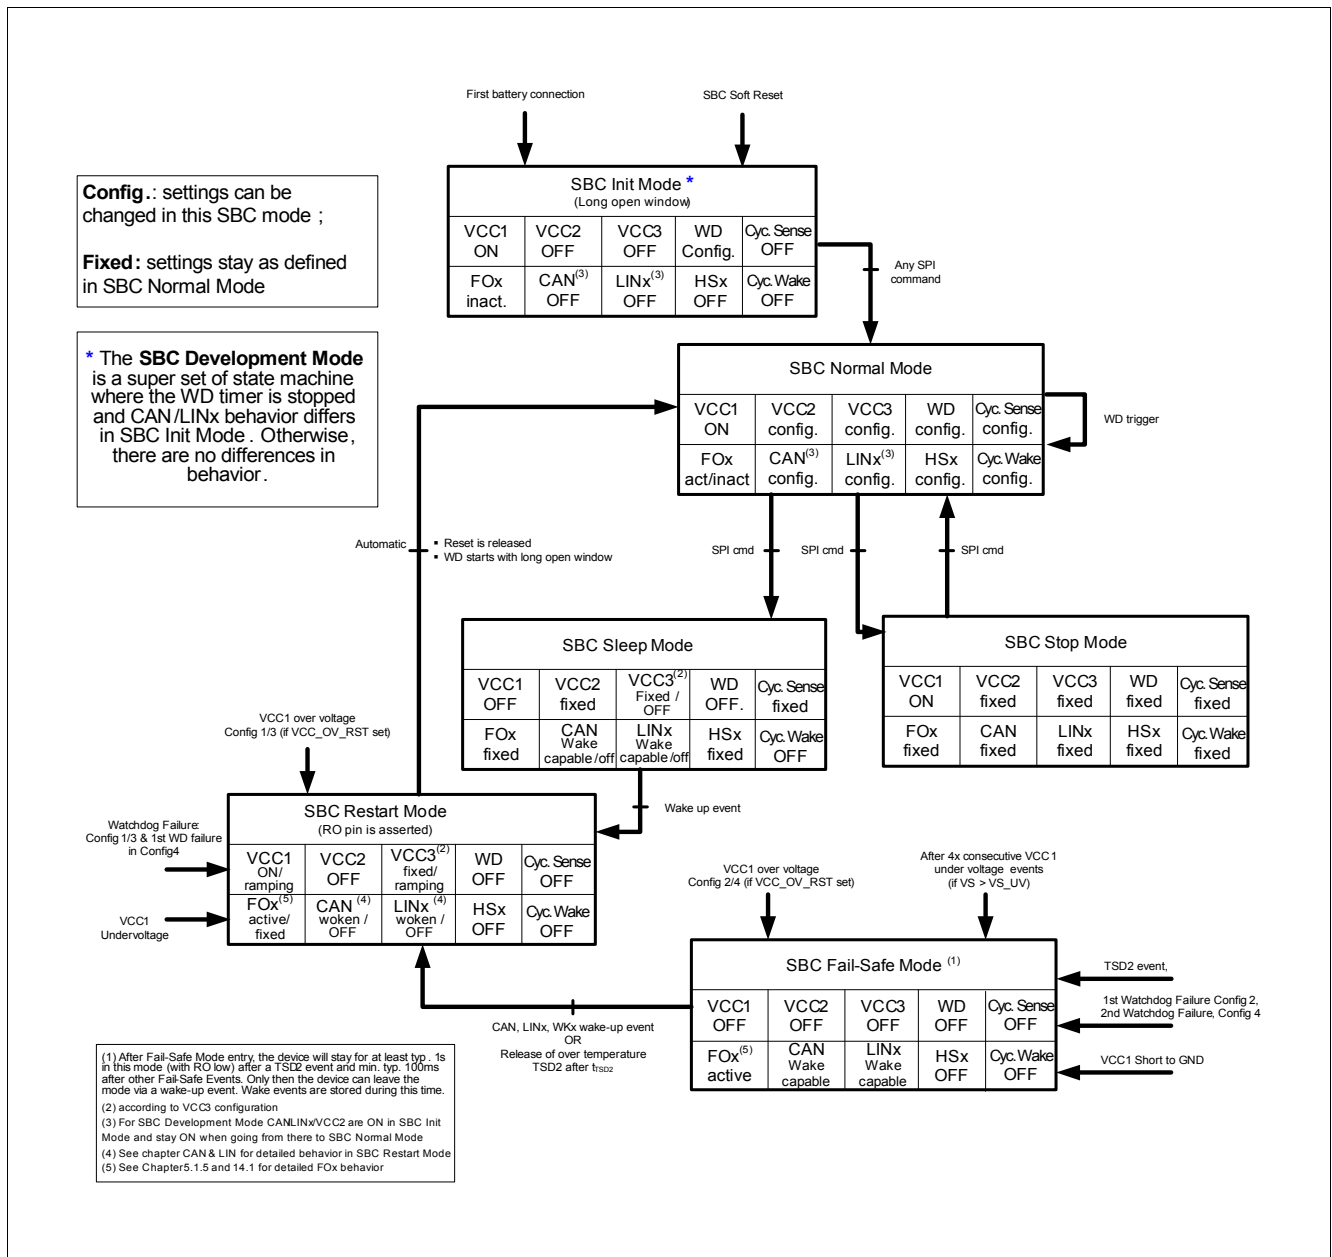 First battery connection
SBC Soft Reset
Config.: settings can be
changed in this SBC mode ;
Fixed: settings stay as defined
in SBC Normal Mode
* The SBC Development Mode
is a super set of state machine
where the WD timer is stopped
and CAN /LINx behavior differs
in SBC Init Mode . Otherwise,
there are no differences in
behavior.
SBC Init Mode *
(Long open window)
VCC1 VCC2 VCC3 WD Cyc. Sense
ON OFF OFF Config. OFF
FOx CAN(3) LINx(3) HSx Cyc. Wake
inact. OFF OFF OFF OFF
Any SPI
command
SBC Normal Mode
VCC1 VCC2 VCC3 WD Cyc. Sense
ON config. config. config. config.
FOx CAN(3) LINx(3) HSx Cyc. Wake
act/inact config. config. config. config.
WD trigger
Automatic
▪ Reset is released
▪ WD starts with long open window
SPI cmd
SPI cmd
SPI cmd
SBC Sleep Mode
VCC1 VCC2 VCC3(2) WD Cyc. Sense
OFF fixed Fixed / OFF OFF. fixed
FOx CAN LINx HSx Cyc. Wake
fixed Wake capable /off Wake capable /off fixed OFF
SBC Stop Mode
VCC1 VCC2 VCC3 WD Cyc. Sense
ON fixed fixed fixed fixed
FOx CAN LINx HSx Cyc. Wake
fixed fixed fixed fixed fixed
VCC1 over voltage
Config 1/3 (if VCC_OV_RST set)
Wake up event
Watchdog Failure:
Config 1/3 & 1st WD failure
in Config4
VCC1
Undervoltage
SBC Restart Mode
(RO pin is asserted)
VCC1 VCC2 VCC3(2) WD Cyc. Sense
ON/ ramping OFF fixed/ ramping OFF OFF
FOx(5) CAN (4) LINx (4) HSx Cyc. Wake
active/ fixed woken / OFF woken / OFF OFF OFF
VCC1 over voltage
Config 2/4 (if VCC_OV_RST set)
After 4x consecutive VCC1
under voltage events
(if VS > VS_UV)
SBC Fail-Safe Mode (1)
VCC1 VCC2 VCC3 WD Cyc. Sense
OFF OFF OFF OFF OFF
FOx(5) CAN LINx HSx Cyc. Wake
active Wake capable Wake capable OFF OFF
TSD2 event,
1st Watchdog Failure Config 2,
2nd Watchdog Failure, Config 4
VCC1 Short to GND
CAN, LINx, WKx wake-up event
OR
Release of over temperature
TSD2 after tTSD2
(1) After Fail-Safe Mode entry, the device will stay for at least typ . 1s
in this mode (with RO low) after a TSD2 event and min. typ. 100ms
after other Fail-Safe Events. Only then the device can leave the
mode via a wake-up event. Wake events are stored during this time.
(2) according to VCC3 configuration
(3) For SBC Development Mode CAN/LINx/VCC2 are ON in SBC Init
Mode and stay ON when going from there to SBC Normal Mode
(4) See chapter CAN & LIN for detailed behavior in SBC Restart Mode
(5) See Chapter 5.1.5 and 14.1 for detailed FOx behavior